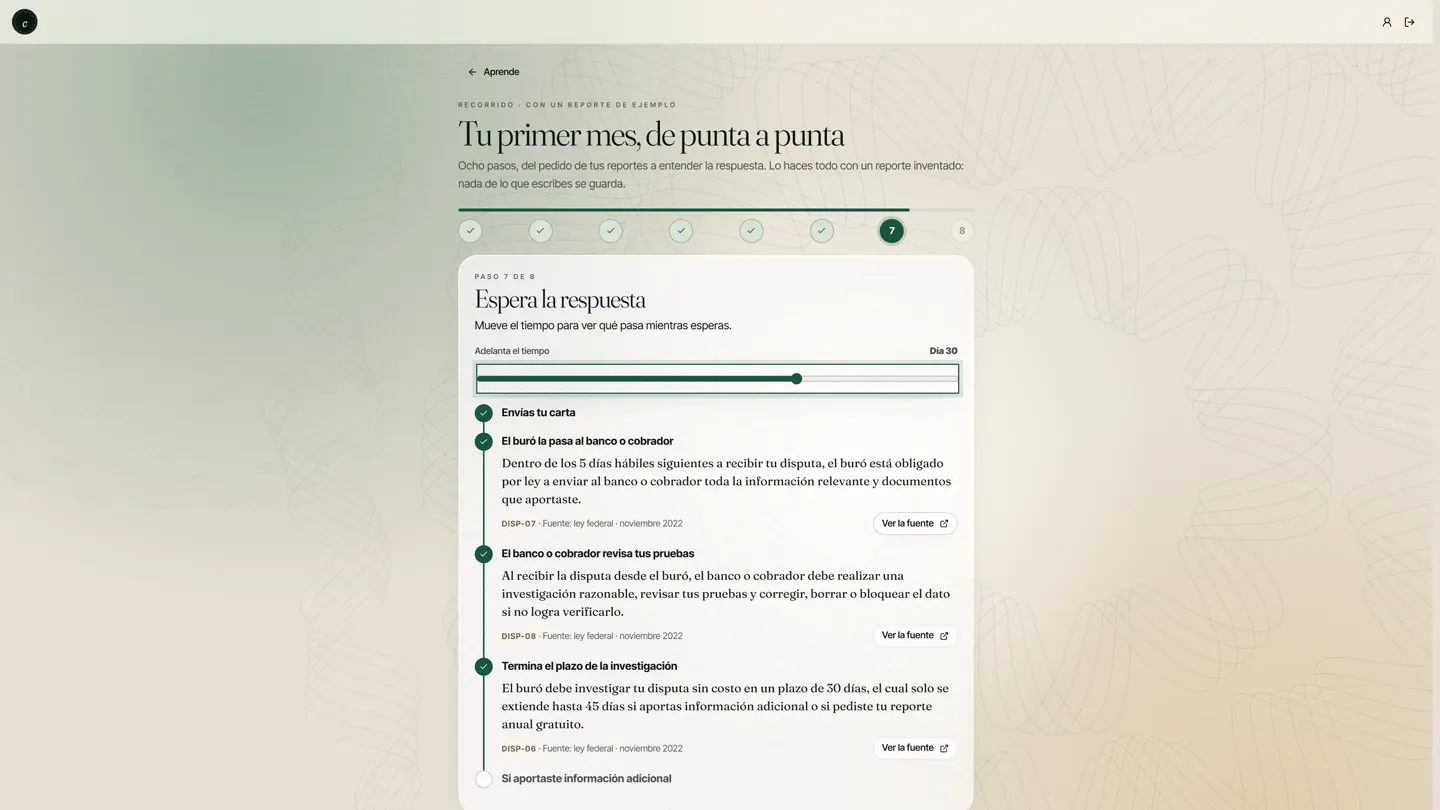 c
Aprende
RECORRIDO · CON UN REPORTE DE EJEMPLO
Tu primer mes, de punta a punta
Ocho pasos, del pedido de tus reportes a entender la respuesta. Lo haces todo con un reporte inventado:
nada de lo que escribes se guarda.
7
8
PASO 7 DE 8
Espera la respuesta
Mueve el tiempo para ver qué pasa mientras esperas.
Adelanta el tiempo
Día 30
Envías tu carta
El buró la pasa al banco o cobrador
Dentro de los 5 días hábiles siguientes a recibir tu disputa, el buró está obligado
por ley a enviar al banco o cobrador toda la información relevante y documentos
que aportaste.
DISP-07 · Fuente: ley federal · noviembre 2022
Ver la fuente
El banco o cobrador revisa tus pruebas
Al recibir la disputa desde el buró, el banco o cobrador debe realizar una
investigación razonable, revisar tus pruebas y corregir, borrar o bloquear el dato
si no logra verificarlo.
DISP-08 · Fuente: ley federal · noviembre 2022
Ver la fuente
Termina el plazo de la investigación
El buró debe investigar tu disputa sin costo en un plazo de 30 días, el cual solo se
extiende hasta 45 días si aportas información adicional o si pediste tu reporte
anual gratuito.
DISP-06 · Fuente: ley federal · noviembre 2022
Ver la fuente
Si aportaste información adicional